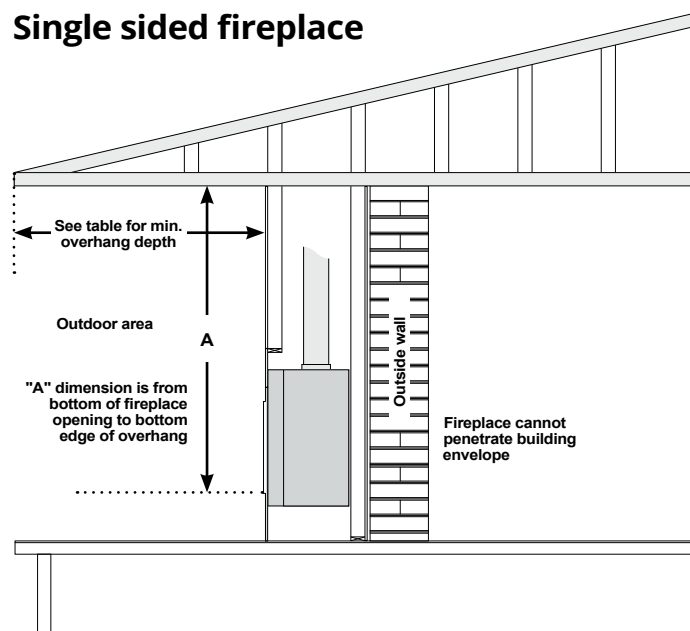 Single sided fireplace
See table for min.
overhang depth
Outdoor area
A
"A" dimension is from
bottom of fireplace
opening to bottom
edge of overhang
Outside wall
Fireplace cannot
penetrate building
envelope